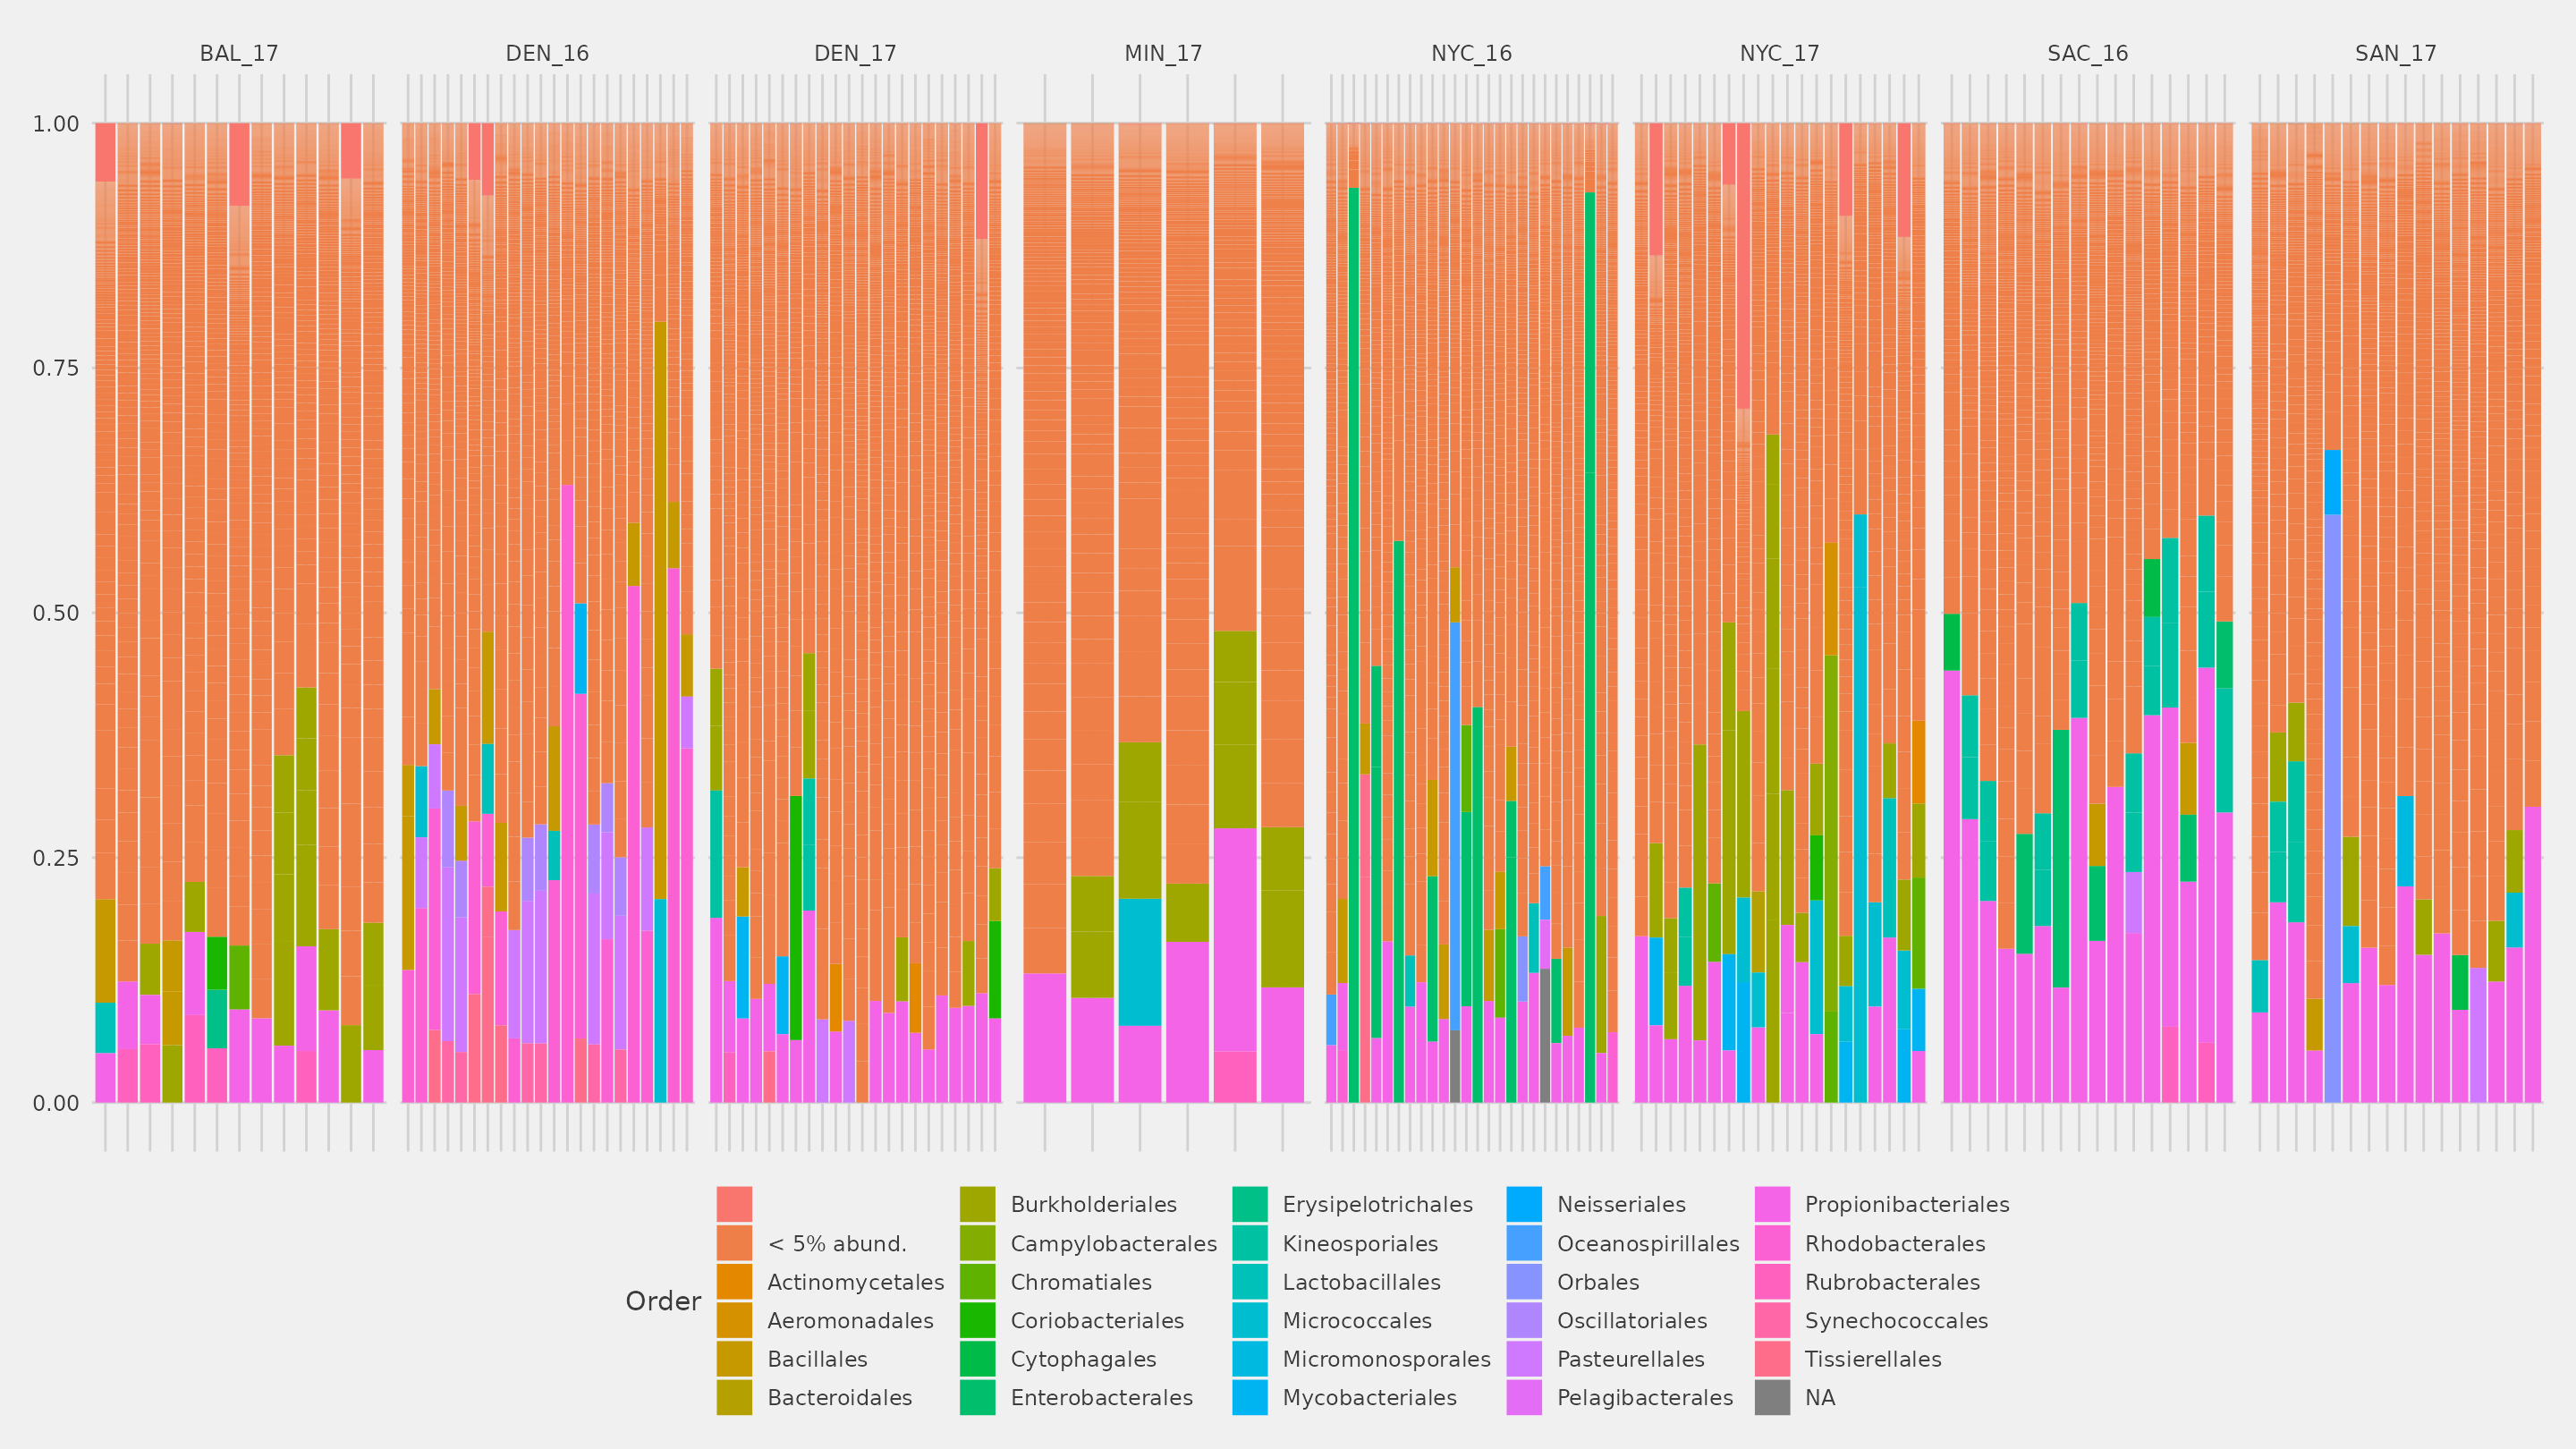 BAL_17 DEN_16 DEN_17 MIN_17 NYC_16 NYC_17 SAC_16 SAN_17
1.00
0.75
0.50
0.25
0.00
Order
< 5% abund.
Actinomycetales
Aeromonadales
Bacillales
Bacteroidales
Burkholderiales
Campylobacterales
Chromatiales
Coriobacteriales
Cytophagales
Enterobacterales
Erysipelotrichales
Kineosporiales
Lactobacillales
Micrococcales
Micromonosporales
Mycobacteriales
Neisseriales
Oceanospirillales
Orbales
Oscillatoriales
Pasteurellales
Pelagibacterales
Propionibacteriales
Rhodobacterales
Rubrobacterales
Synechococcales
Tissierellales
NA